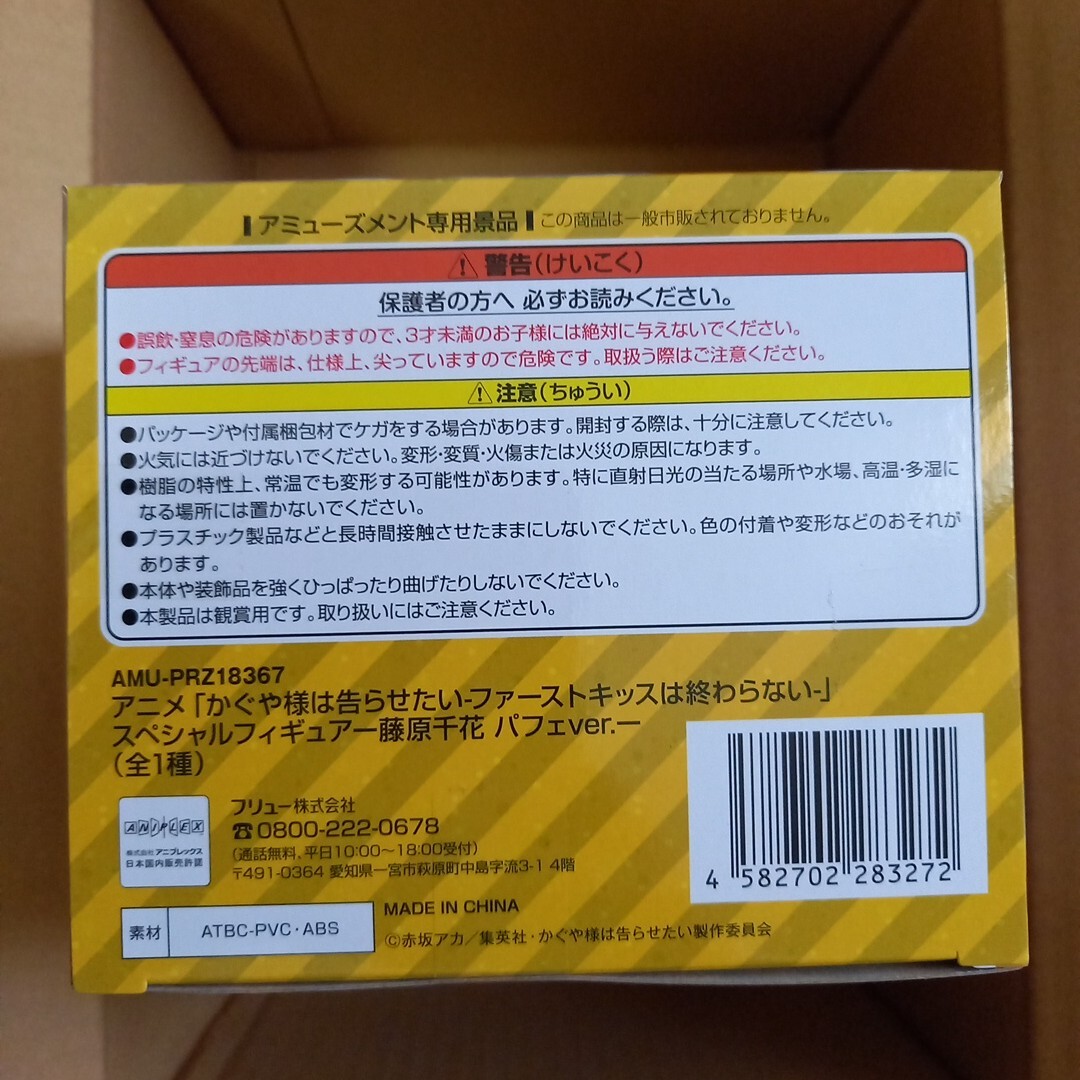 アミューズメント専用景品 この商品は一般市販されておりません。
⚠警告(けいこく)
保護者の方へ 必ずお読みください。
●誤飲・窒息の危険がありますので、3才未満のお子様には絶対に与えないでください。
●フィギュアの先端は、仕様上、尖っていますので危険です。取扱う際はご注意ください。
⚠注意(ちゅうい)
●パッケージや付属梱包材でケガをする場合があります。開封する際は、十分に注意してください。
●火気には近づけないでください。変形・変質・火傷または火災の原因になります。
●樹脂の特性上、常温でも変形する可能性があります。特に直射日光の当たる場所や水場、高温・多湿に
なる場所には置かないでください。
●プラスチック製品などと長時間接触させたままにしないでください。色の付着や変形などのおそれが
あります。
●本体や装飾品を強くひっぱったり曲げたりしないでください。
●本製品は観賞用です。取り扱いにはご注意ください。
AMU-PRZ18367
アニメ「かぐや様は告らせたい-ファーストキッスは終わらない-」
スペシャルフィギュアー藤原千花 パフェver.ー
(全1種)
ANIPLEX
株式会社 アニプレックス
日本国内販売許諾
フリュー株式会社
☎0800-222-0678
(通話無料、平日10:00～18:00受付)
〒491-0364 愛知県一宮市萩原町中島字流3-1 4階
4 582702 283272
素材 ATBC-PVC・ABS
MADE IN CHINA
©赤坂アカ/集英社・かぐや様は告らせたい製作委員会